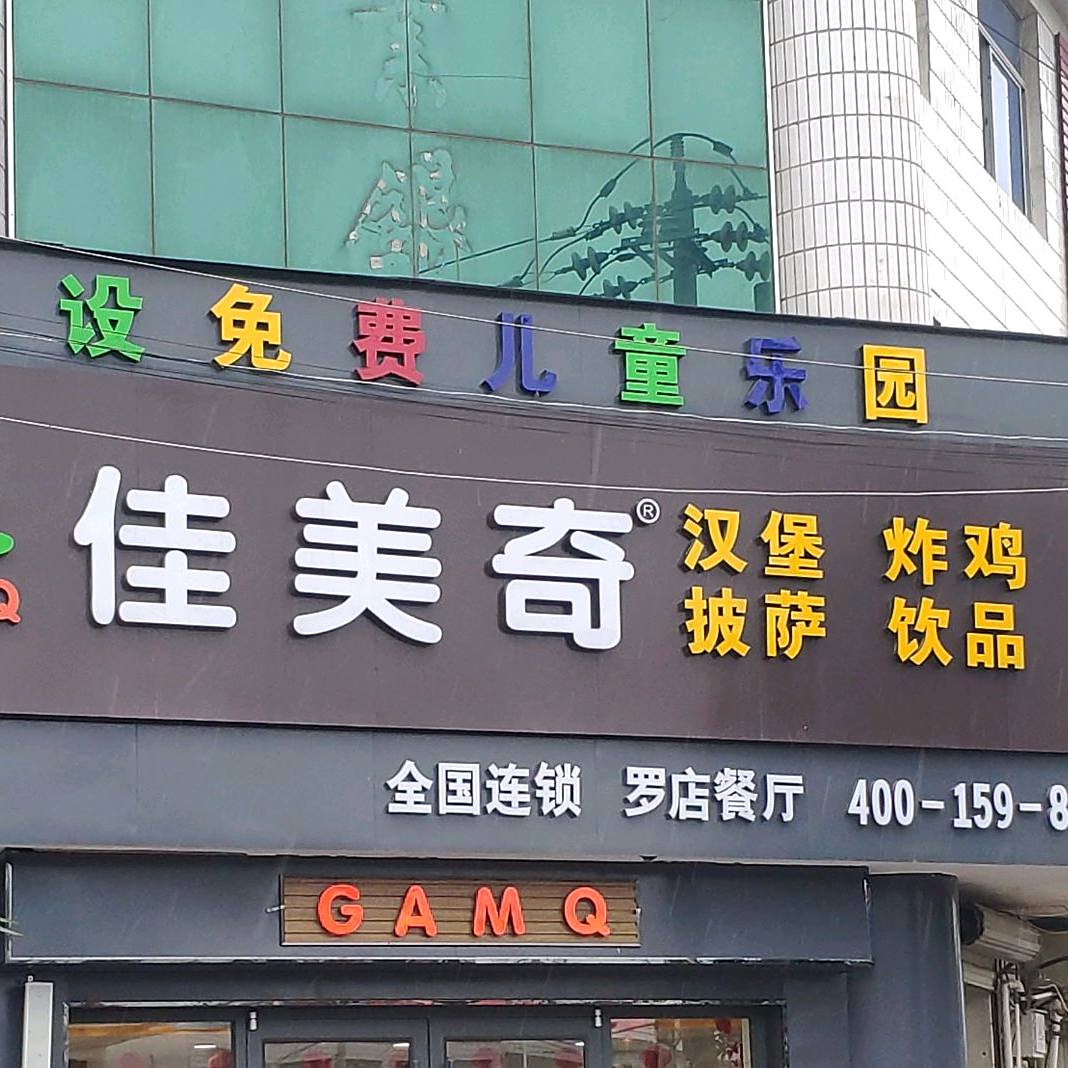 设免费儿童乐园
佳美奇®
汉堡 炸鸡
披萨 饮品
Q
全国连锁 罗店餐厅 400-159-8
GAMQ